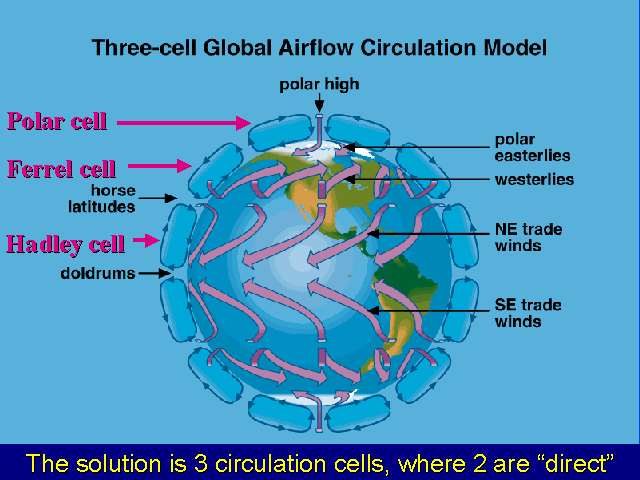 Three-cell Global Airflow Circulation Model
polar high
Polar cell
polar
easterlies
Ferrel cell
westerlies
horse
latitudes
NE trade
winds
Hadley cell
doldrums
SE trade
winds
The solution is 3 circulation cells, where 2 are “direct”